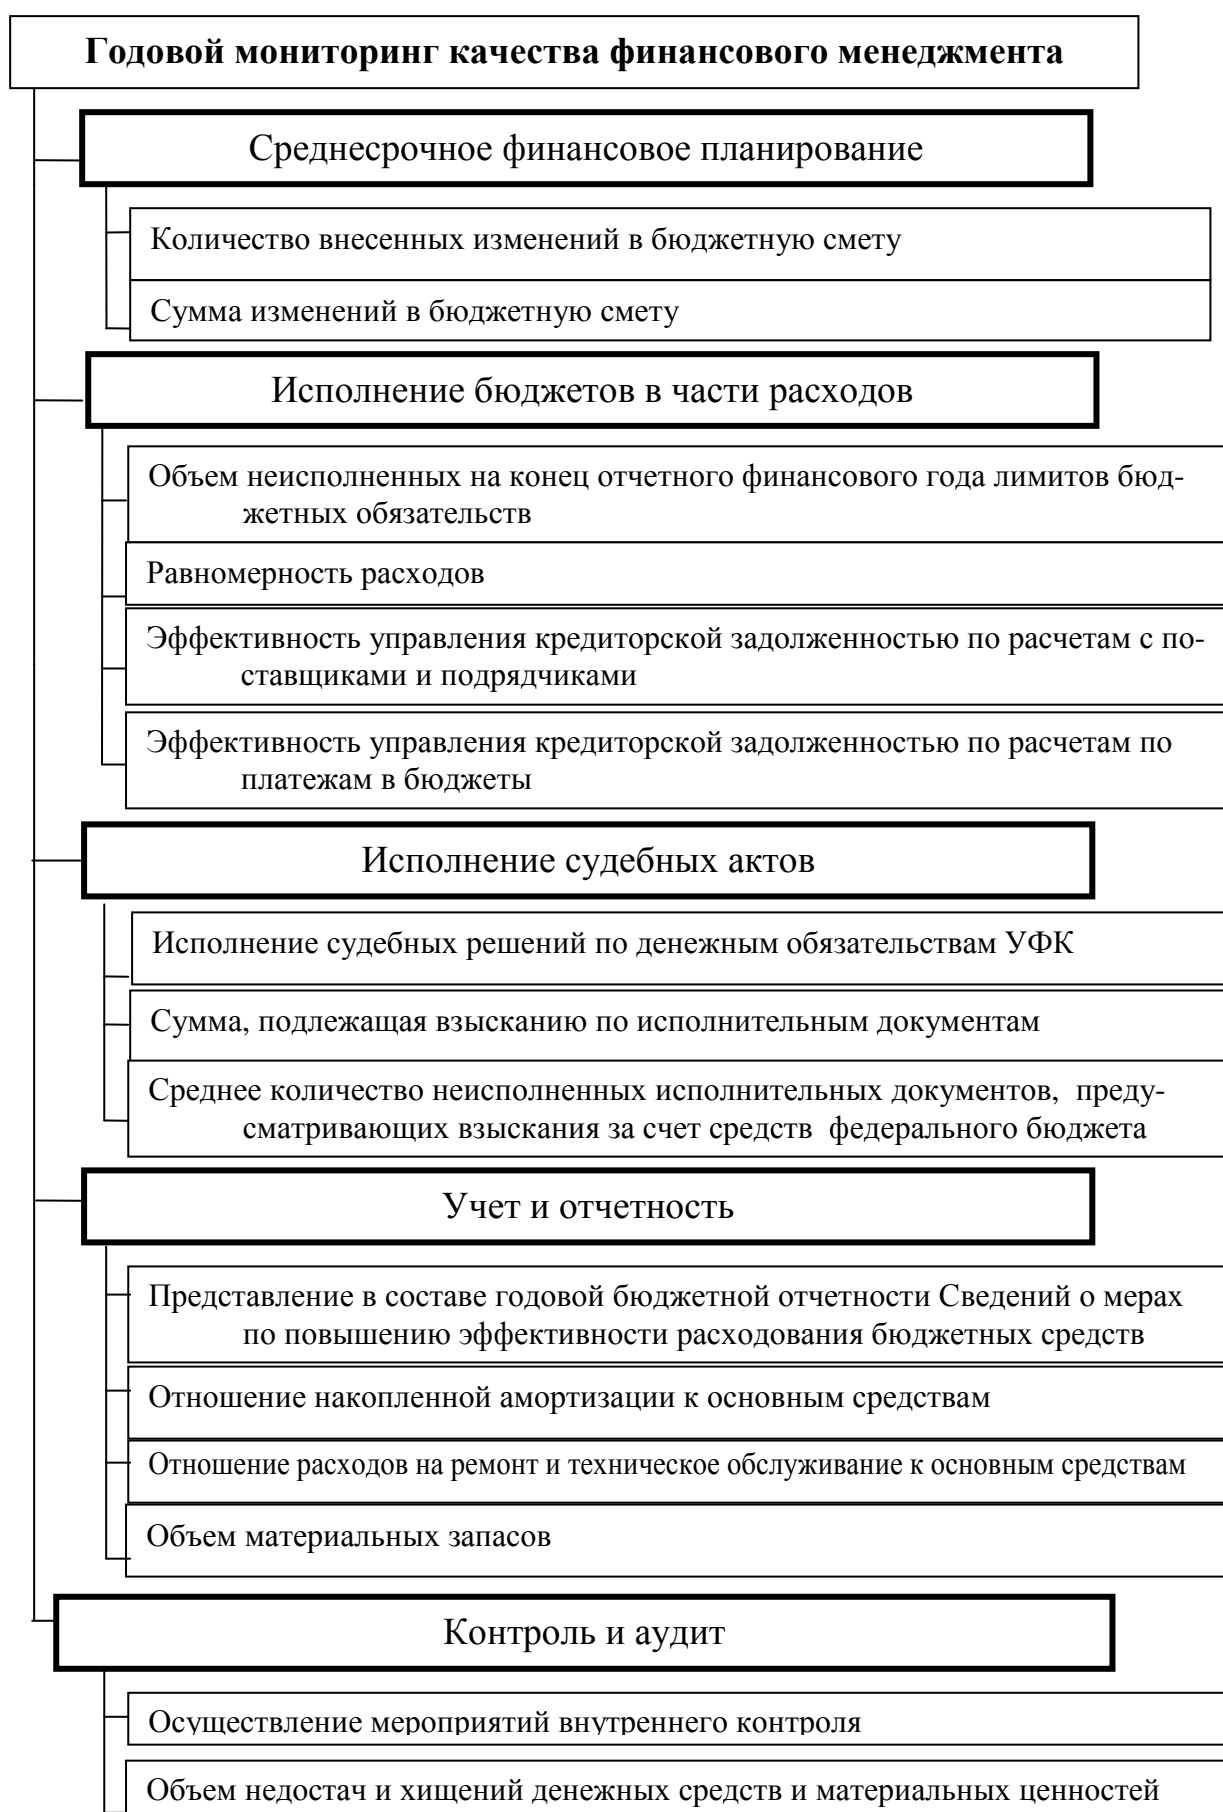 Годовой мониторинг качества финансового менеджмента
Среднесрочное финансовое планирование
Количество внесенных изменений в бюджетную смету
Сумма изменений в бюджетную смету
Исполнение бюджетов в части расходов
Объем неисполненных на конец отчетного финансового года лимитов бюд-
жетных обязательств
Равномерность расходов
Эффективность управления кредиторской задолженностью по расчетам с по-
ставщиками и подрядчиками
Эффективность управления кредиторской задолженностью по расчетам по
платежам в бюджеты
Исполнение судебных актов
Исполнение судебных решений по денежным обязательствам УФК
Сумма, подлежащая взысканию по исполнительным документам
Среднее количество неисполненных исполнительных документов, преду-
сматривающих взыскания за счет средств федерального бюджета
Учет и отчетность
Представление в составе годовой бюджетной отчетности Сведений о мерах
по повышению эффективности расходования бюджетных средств
Отношение накопленной амортизации к основным средствам
Отношение расходов на ремонт и техническое обслуживание к основным средствам
Объем материальных запасов
Контроль и аудит
Осуществление мероприятий внутреннего контроля
Объем недостач и хищений денежных средств и материальных ценностей